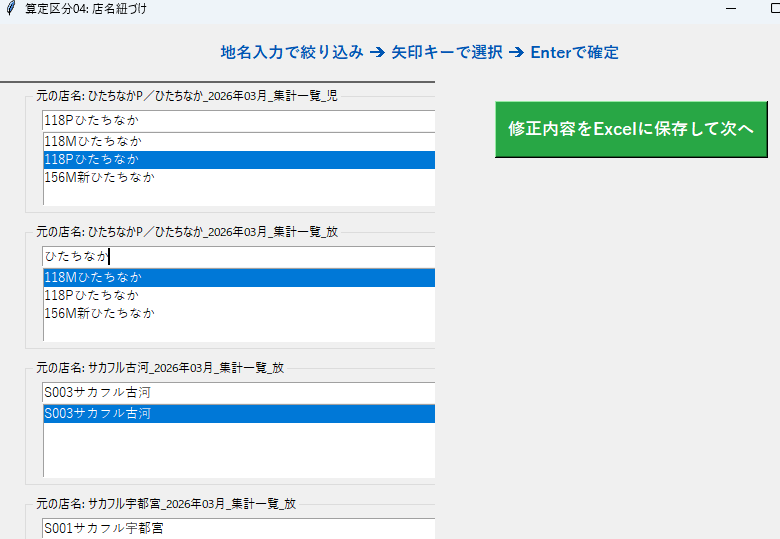 算定区分04: 店名紐づけ
地名入力で絞り込み → 矢印キーで選択 → Enterで確定
元の店名: ひたちなかP／ひたちなか_2026年03月_集計一覧_児
118Pひたちなか
118Mひたちなか
118Pひたちなか
156M新ひたちなか
修正内容をExcelに保存して次へ
元の店名: ひたちなかP／ひたちなか_2026年03月_集計一覧_放
ひたちなか
118Mひたちなか
118Pひたちなか
156M新ひたちなか
元の店名: サカフル古河_2026年03月_集計一覧_放
S003サカフル古河
S003サカフル古河
元の店名: サカフル宇都宮_2026年03月_集計一覧_放
S001サカフル宇都宮